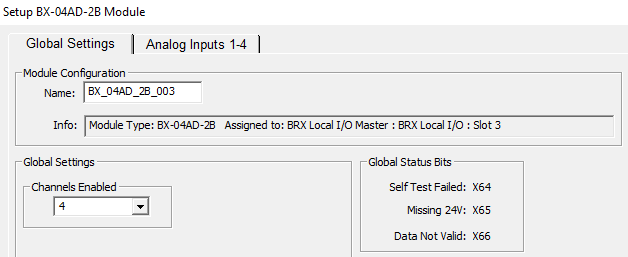 Setup BX-04AD-2B Module
Global Settings
Analog Inputs 1-4
Module Configuration
Name: BX_04AD_2B_003
Info: Module Type: BX-04AD-2B Assigned to: BRX Local I/O Master : BRX Local I/O : Slot 3
Global Settings
Channels Enabled
4
Global Status Bits
Self Test Failed: X64
Missing 24V: X65
Data Not Valid: X66